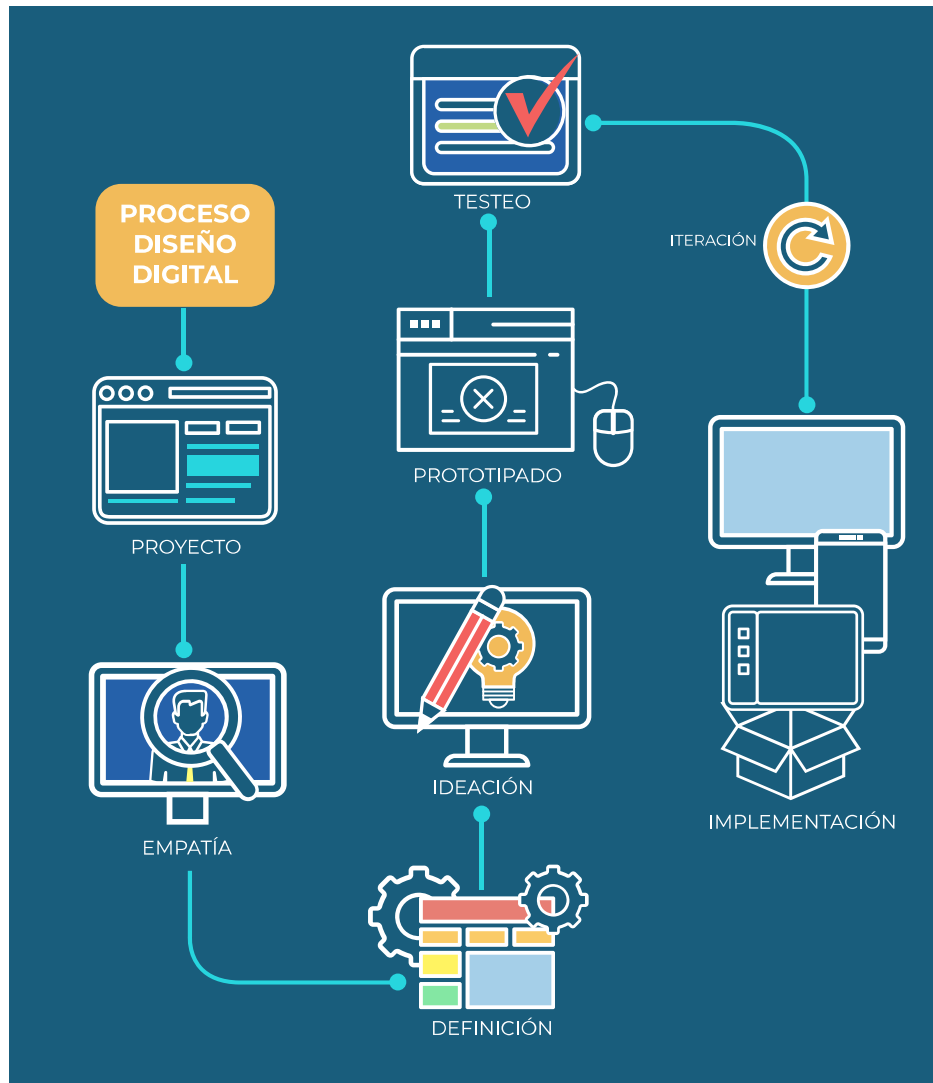 PROCESO
DISEÑO
DIGITAL
PROYECTO
EMPATÍA
DEFINICIÓN
IDEACIÓN
PROTOTIPADO
TESTEO
ITERACIÓN
IMPLEMENTACIÓN